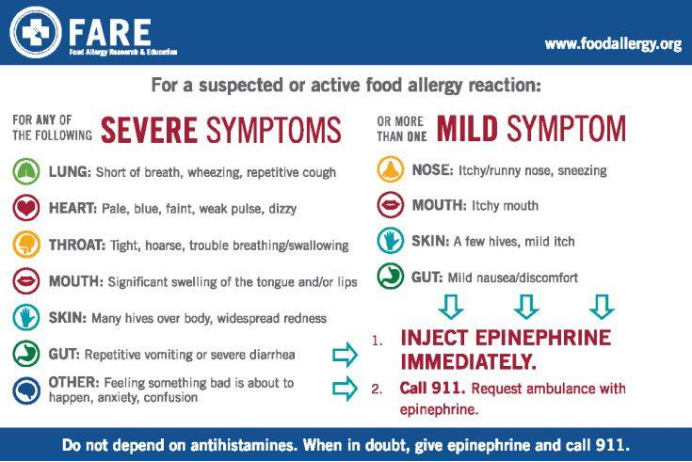 FARE
Food Allergy Research & Education
www.foodallergy.org
For a suspected or active food allergy reaction:
FOR ANY OF
THE FOLLOWING
SEVERE SYMPTOMS
LUNG: Short of breath, wheezing, repetitive cough
HEART: Pale, blue, faint, weak pulse, dizzy
THROAT: Tight, hoarse, trouble breathing/swallowing
MOUTH: Significant swelling of the tongue and/or lips
SKIN: Many hives over body, widespread redness
GUT: Repetitive vomiting or severe diarrhea
OTHER: Feeling something bad is about to
happen, anxiety, confusion
OR MORE
THAN ONE
MILD SYMPTOM
NOSE: Itchy/runny nose, sneezing
MOUTH: Itchy mouth
SKIN: A few hives, mild itch
GUT: Mild nausea/discomfort
1. INJECT EPINEPHRINE
IMMEDIATELY.
2. Call 911. Request ambulance with
epinephrine.
Do not depend on antihistamines. When in doubt, give epinephrine and call 911.